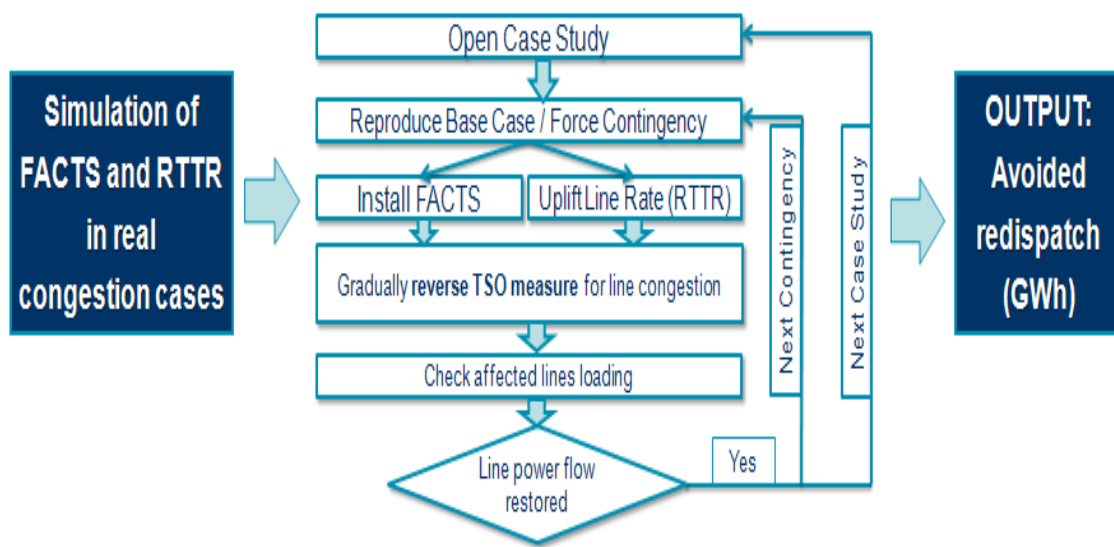 Simulation of
FACTS and RTTR
in real
congestion cases
Open Case Study
Reproduce Base Case / Force Contingency
Install FACTS
Uplift Line Rate (RTTR)
Gradually reverse TSO measure for line congestion
Check affected lines loading
Line power flow
restored
Yes
Next Contingency
Next Case Study
OUTPUT:
Avoided
redispatch
(GWh)